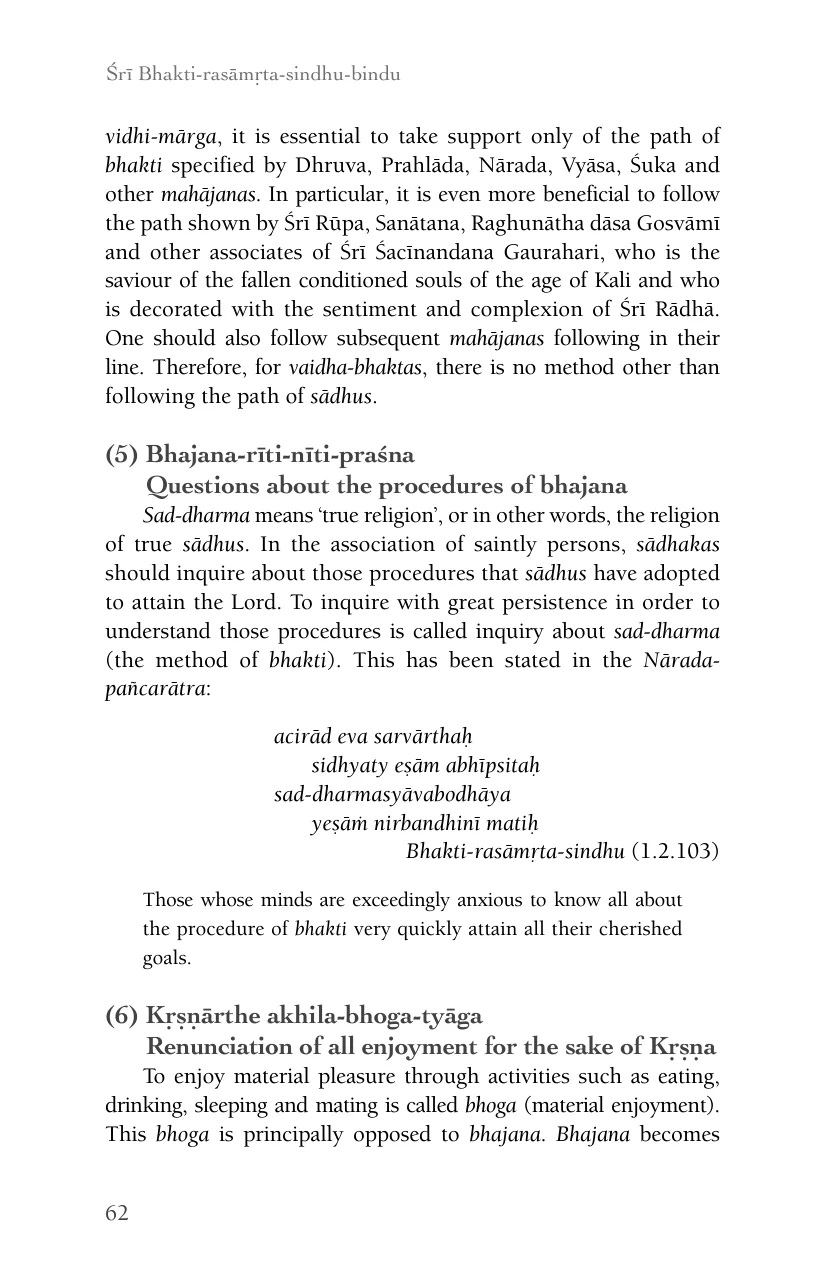 Śrī Bhakti-rasāmṛta-sindhu-bindu
vidhi-mārga, it is essential to take support only of the path of
bhakti specified by Dhruva, Prahlāda, Nārada, Vyāsa, Śuka and
other mahājanas. In particular, it is even more beneficial to follow
the path shown by Śrī Rūpa, Sanātana, Raghunātha dāsa Gosvāmī
and other associates of Śrī Śacīnandana Gaurahari, who is the
saviour of the fallen conditioned souls of the age of Kali and who
is decorated with the sentiment and complexion of Śrī Rādhā.
One should also follow subsequent mahājanas following in their
line. Therefore, for vaidha-bhaktas, there is no method other than
following the path of sādhus.
(5) Bhajana-rīti-nīti-praśna
Questions about the procedures of bhajana
Sad-dharma means ‘true religion’, or in other words, the religion
of true sādhus. In the association of saintly persons, sādhakas
should inquire about those procedures that sādhus have adopted
to attain the Lord. To inquire with great persistence in order to
understand those procedures is called inquiry about sad-dharma
(the method of bhakti). This has been stated in the Nārada-
pañcarātra:
acirād eva sarvārthaḥ
sidhyaty eṣām abhīpsitaḥ
sad-dharmasyāvabodhāya
yeṣāṁ nirbandhinī matiḥ
Bhakti-rasāmṛta-sindhu (1.2.103)
Those whose minds are exceedingly anxious to know all about
the procedure of bhakti very quickly attain all their cherished
goals.
(6) Kṛṣṇārthe akhila-bhoga-tyāga
Renunciation of all enjoyment for the sake of Kṛṣṇa
To enjoy material pleasure through activities such as eating,
drinking, sleeping and mating is called bhoga (material enjoyment).
This bhoga is principally opposed to bhajana. Bhajana becomes
62